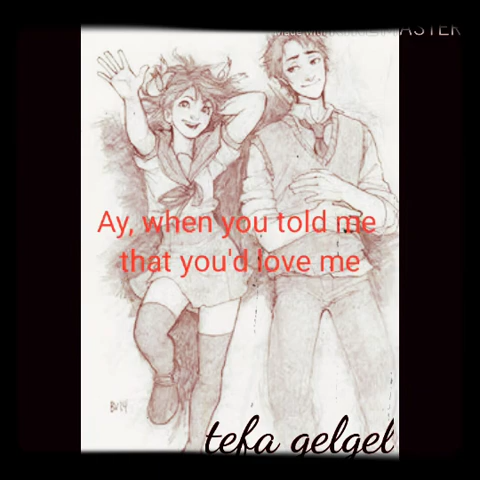 Ay, when you told me
that you'd love me
tefa gelgel